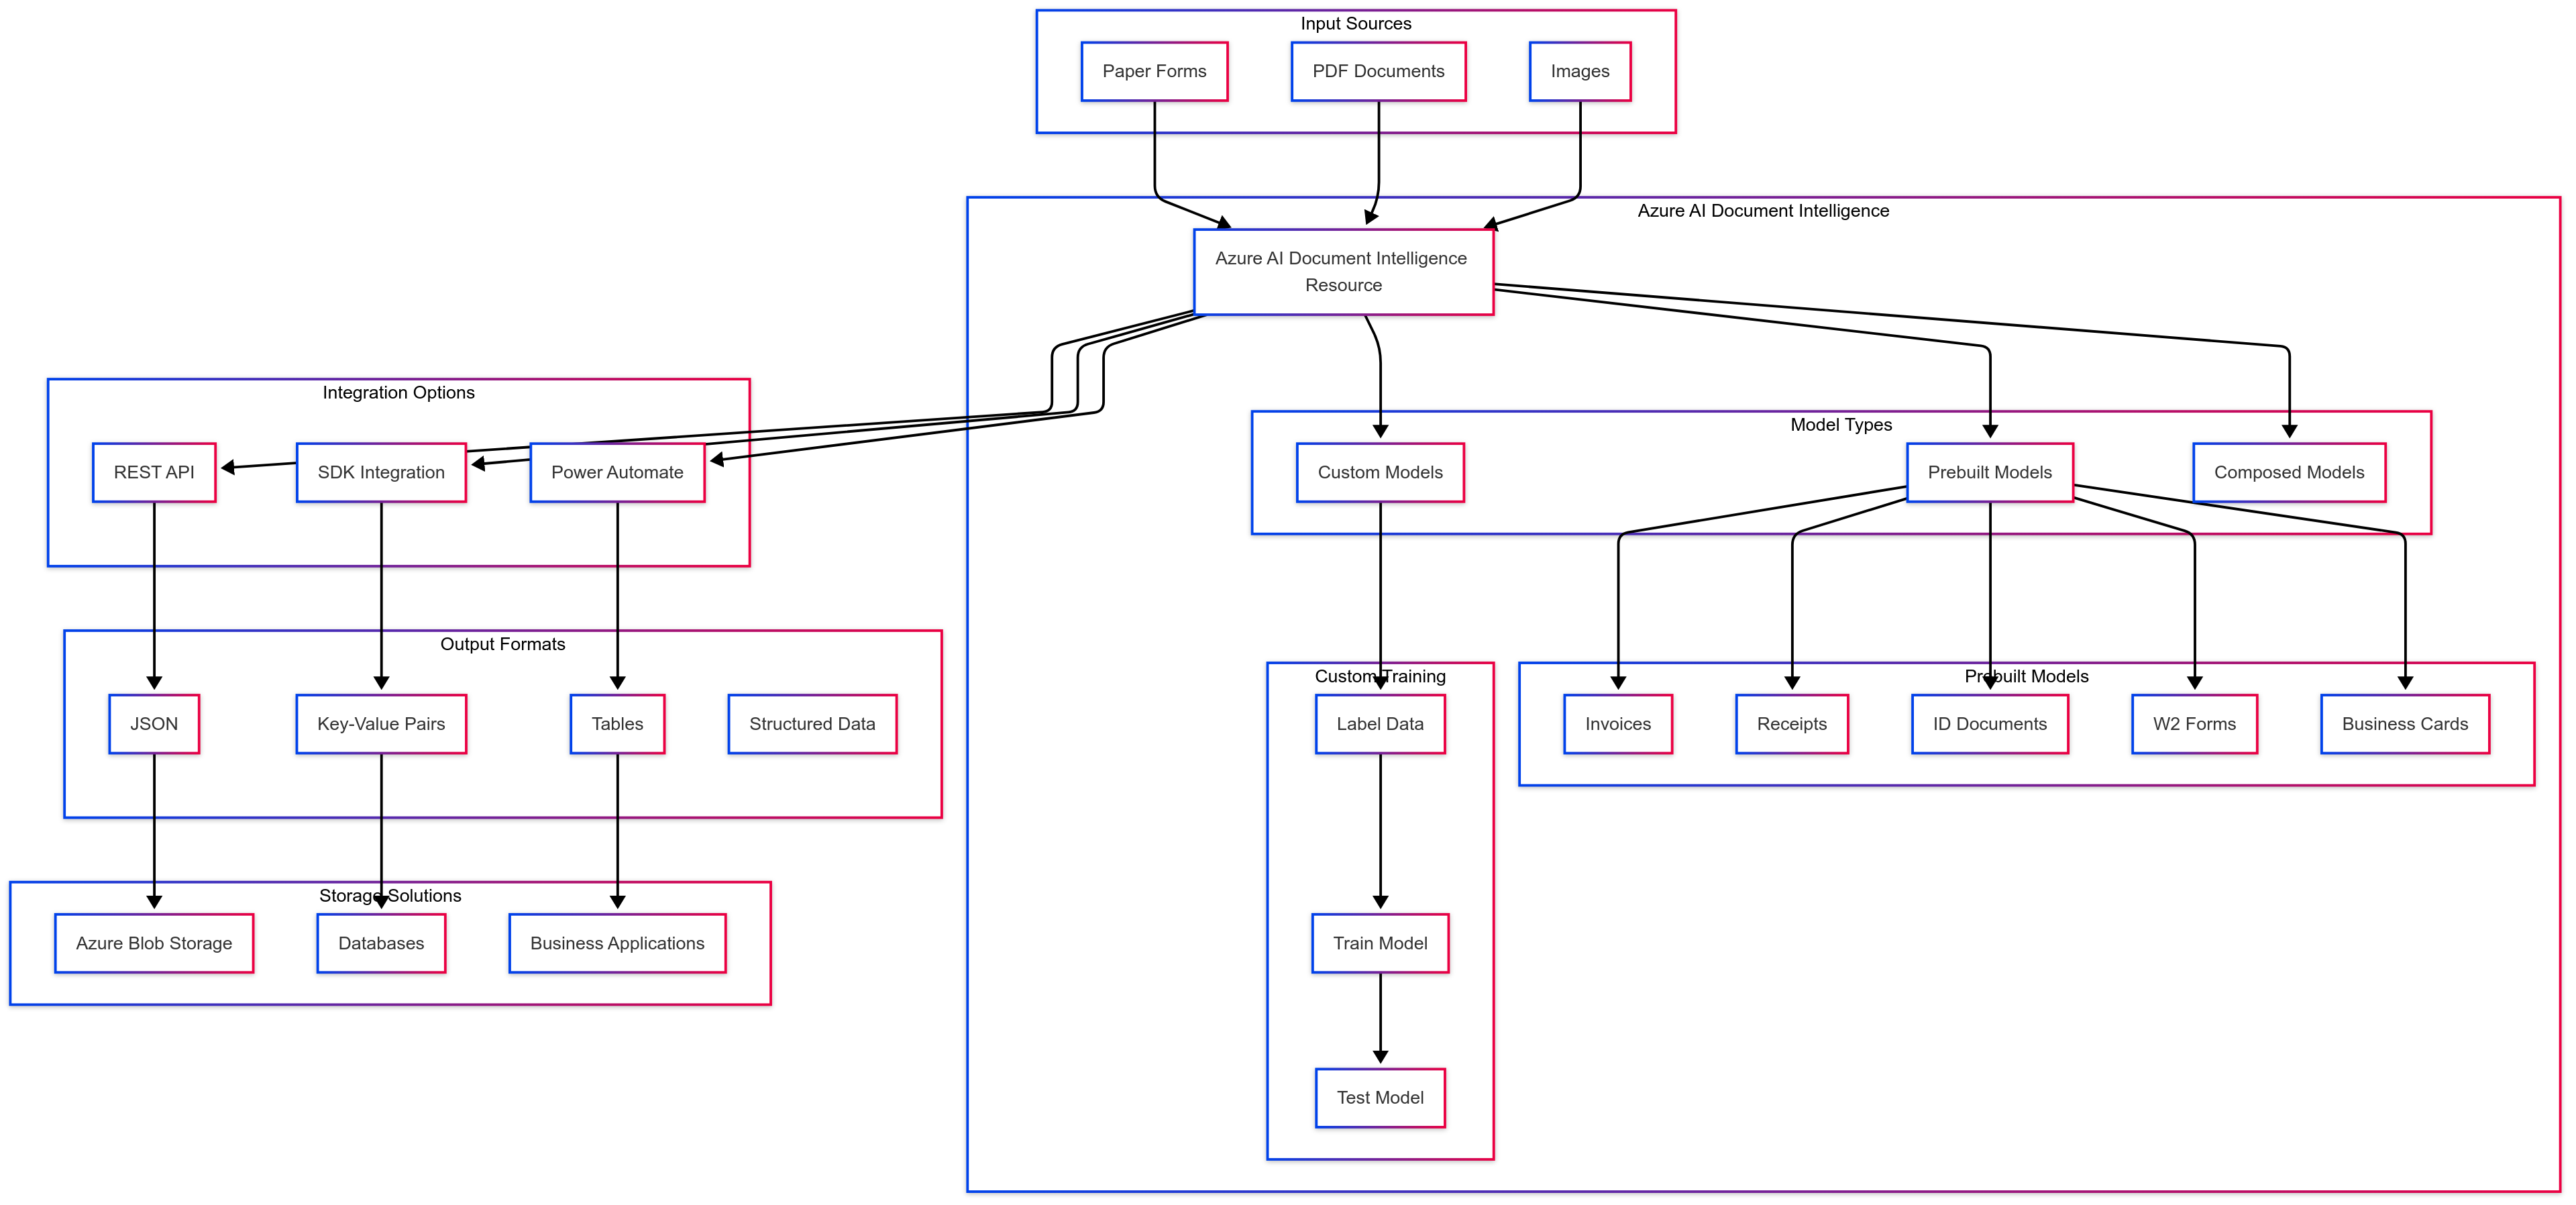 Input Sources
Paper Forms
PDF Documents
Images
Azure AI Document Intelligence
Azure AI Document Intelligence
Resource
Integration Options
REST API
SDK Integration
Power Automate
Model Types
Custom Models
Prebuilt Models
Composed Models
Output Formats
JSON
Key-Value Pairs
Tables
Structured Data
Custom Training
Label Data
Prebuilt Models
Invoices
Receipts
ID Documents
W2 Forms
Business Cards
Storage Solutions
Azure Blob Storage
Databases
Business Applications
Train Model
Test Model